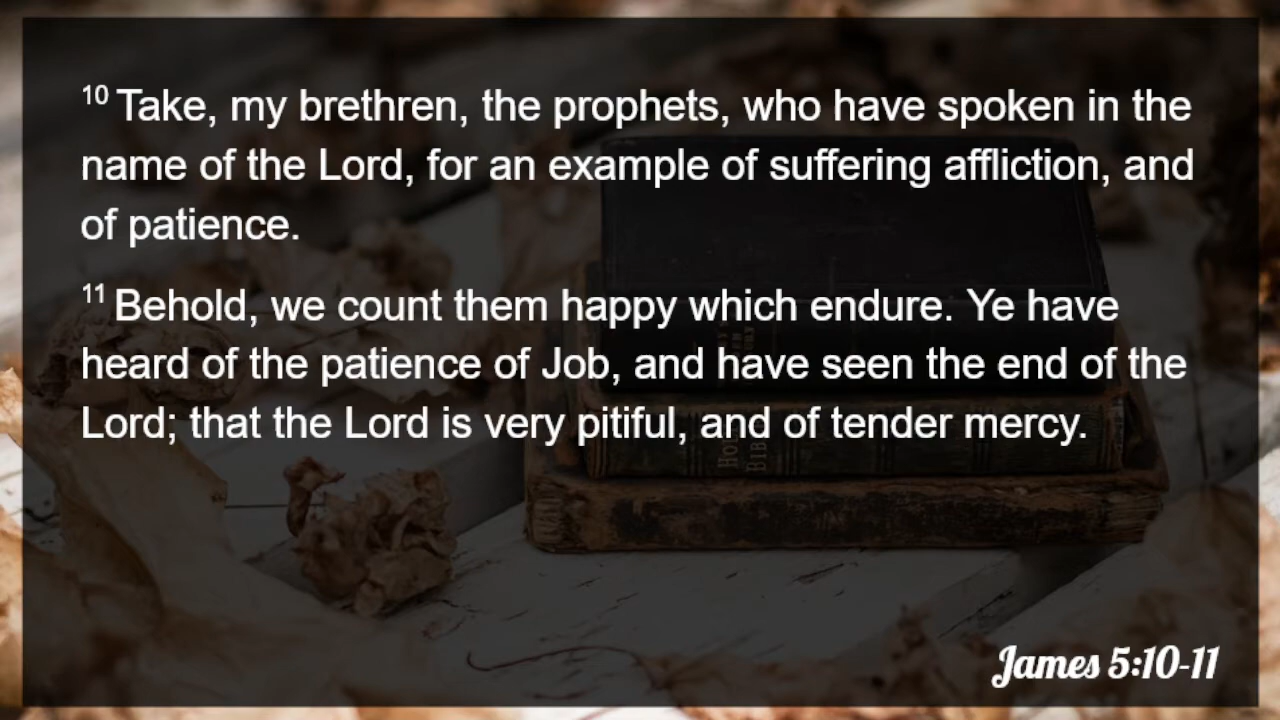 10 Take, my brethren, the prophets, who have spoken in the
name of the Lord, for an example of suffering affliction, and
of patience.
11 Behold, we count them happy which endure. Ye have
heard of the patience of Job, and have seen the end of the
Lord; that the Lord is very pitiful, and of tender mercy.
Holy
Bible
James 5:10-11